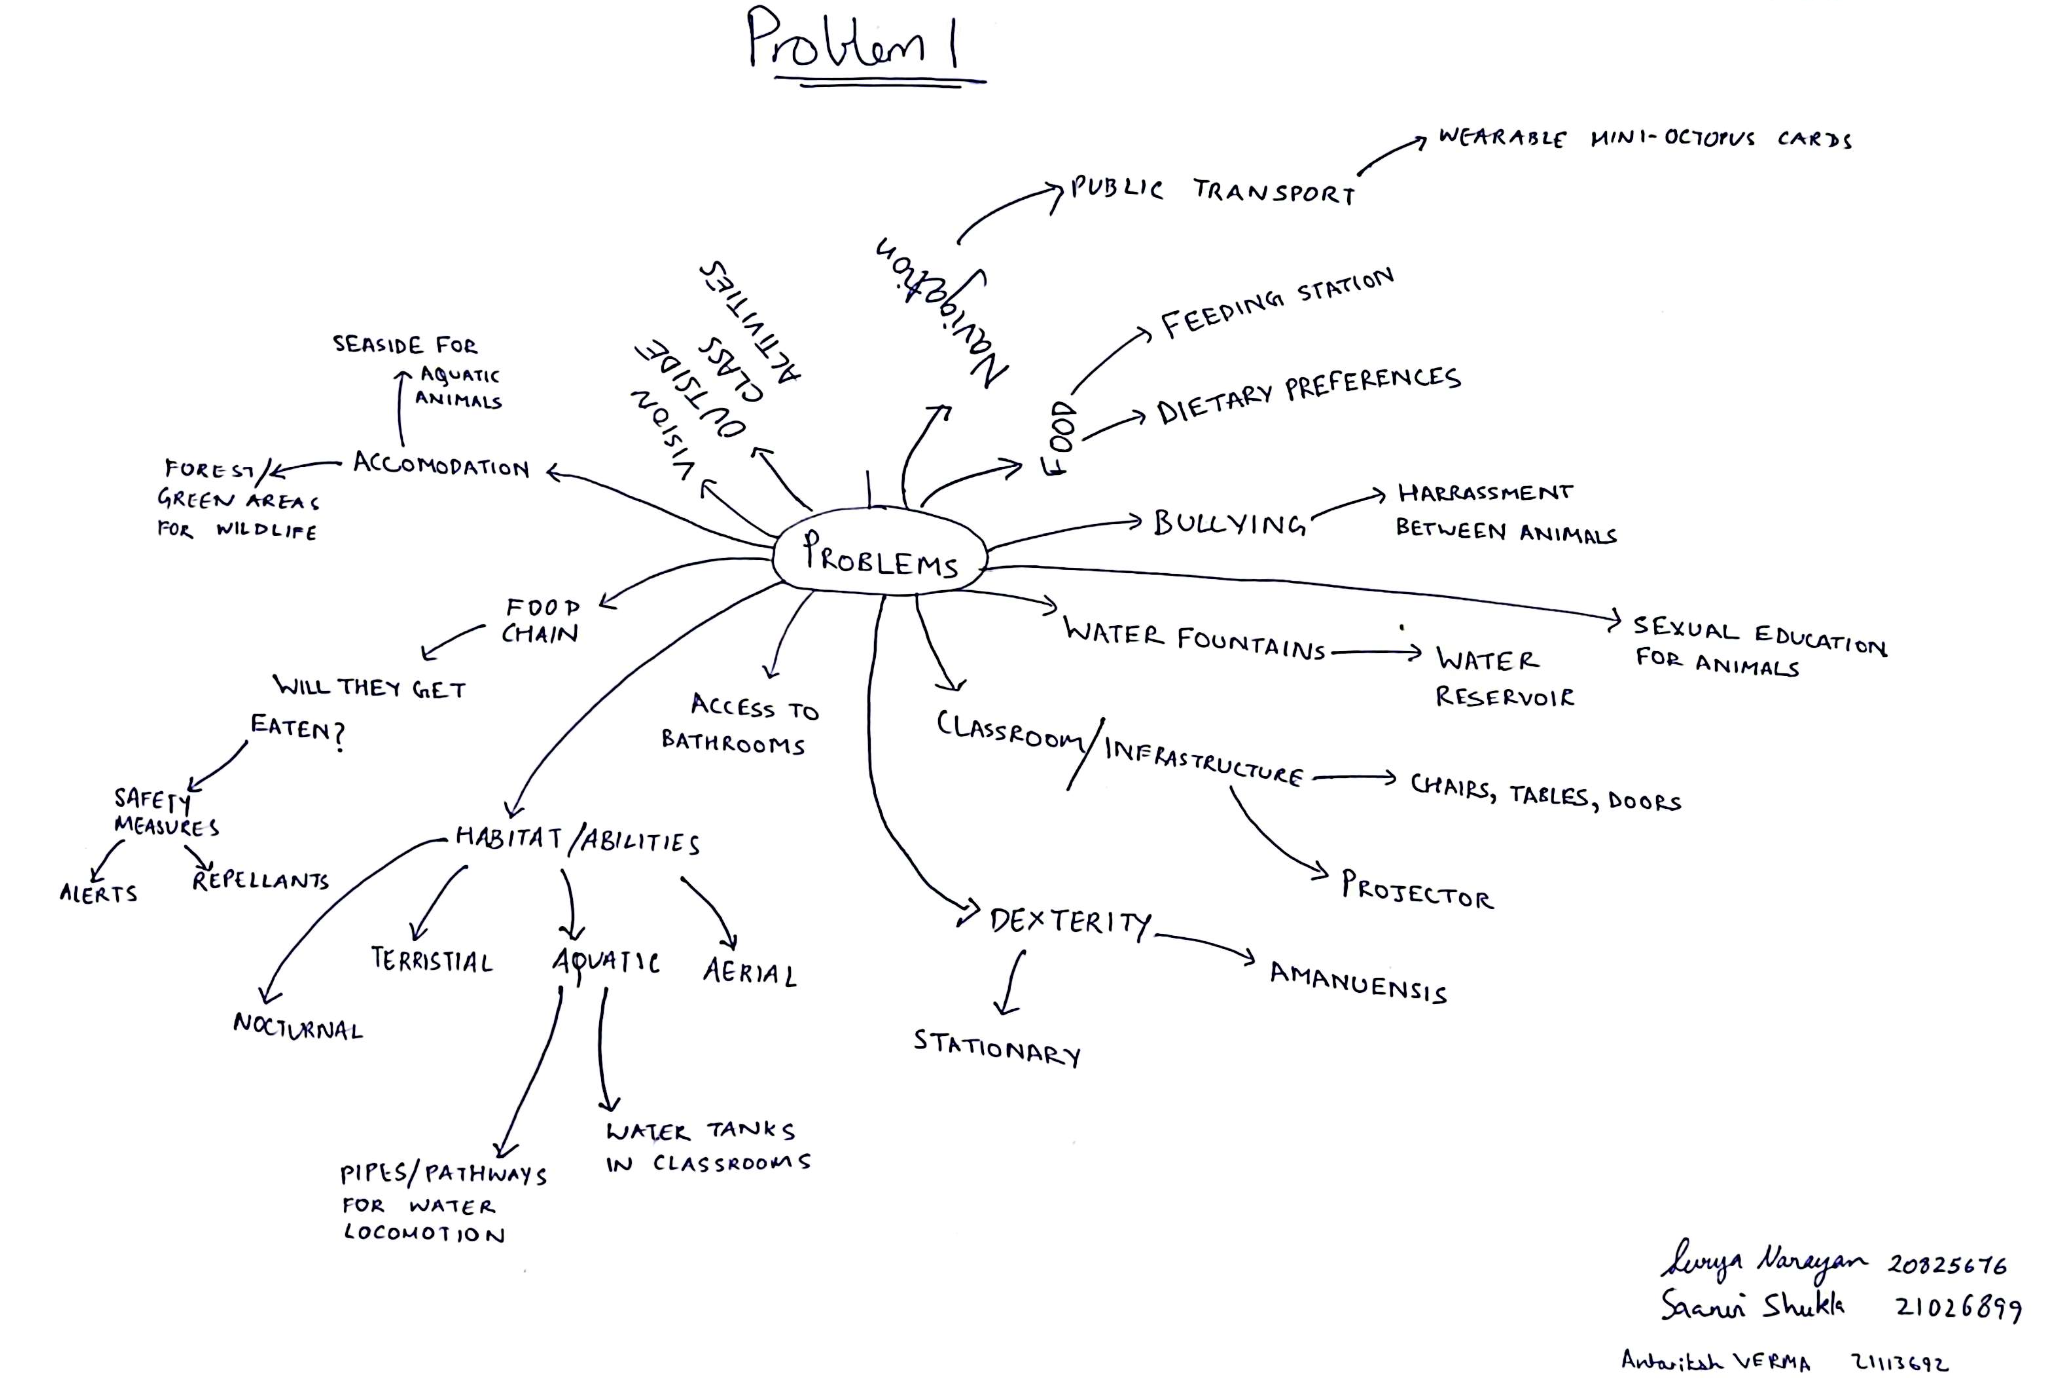 Problem 1
WEARABLE MINI-OCTOPUS CARDS
PUBLIC TRANSPORT
Navigation
FEEDING STATION
DIETARY PREFERENCES
FOOD
OUTSIDE
CLASS
ACTIVITIES
VISION
SEASIDE FOR
AQUATIC
ANIMALS
ACCOMODATION
FOREST/
GREEN AREAS
FOR WILDLIFE
PROBLEMS
BULLYING
HARRASSMENT
BETWEEN ANIMALS
SEXUAL EDUCATION
FOR ANIMALS
WATER FOUNTAINS
WATER
RESERVOIR
CLASSROOM/INFRASTRUCTURE
CHAIRS, TABLES, DOORS
PROJECTOR
DEXTERITY
AMANUENSIS
STATIONARY
ACCESS TO
BATHROOMS
FOOD
CHAIN
WILL THEY GET
EATEN?
SAFETY
MEASURES
ALERTS
REPELLANTS
HABITAT/ABILITIES
NOCTURNAL
TERRISTIAL
AQUATIC
AERIAL
PIPES/PATHWAYS
FOR WATER
LOCOMOTION
WATER TANKS
IN CLASSROOMS
Surya Narayan 20825676
Saanvi Shukla 21026899
Antariksh VERMA 21113692